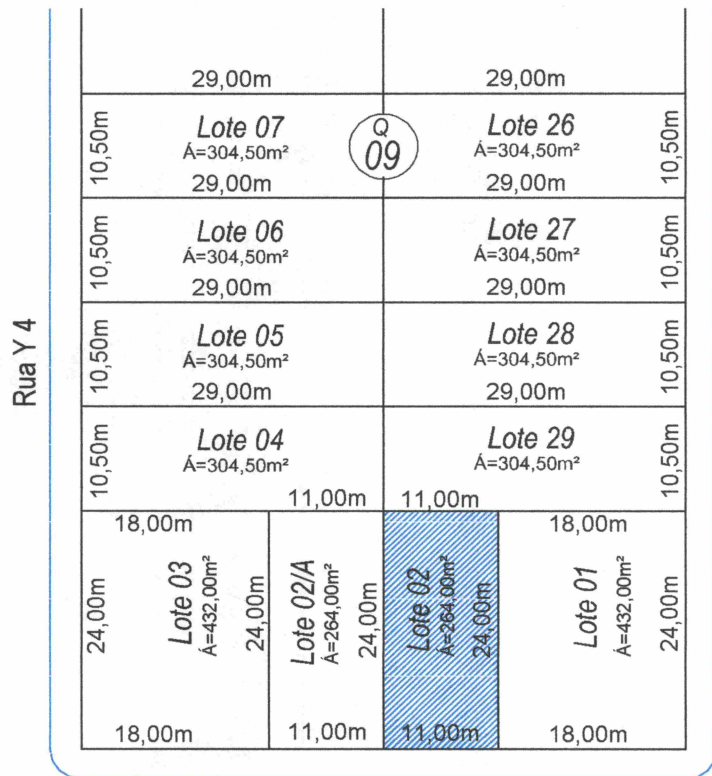 29,00m
29,00m
10,50m
Lote 07
Á=304,50m²
29,00m
Q
09
Lote 26
Á=304,50m²
29,00m
10,50m
10,50m
Lote 06
Á=304,50m²
29,00m
Lote 27
Á=304,50m²
29,00m
10,50m
Rua Y 4
10,50m
Lote 05
Á=304,50m²
29,00m
Lote 28
Á=304,50m²
29,00m
10,50m
10,50m
Lote 04
Á=304,50m²
11,00m
Lote 29
Á=304,50m²
11,00m
10,50m
18,00m
24,00m
Lote 03
Á=432,00m²
24,00m
18,00m
Lote 02/A
Á=264,00m²
24,00m
11,00m
Lote 02
Á=264,00m²
24,00m
11,00m
18,00m
Lote 01
Á=432,00m²
24,00m
18,00m